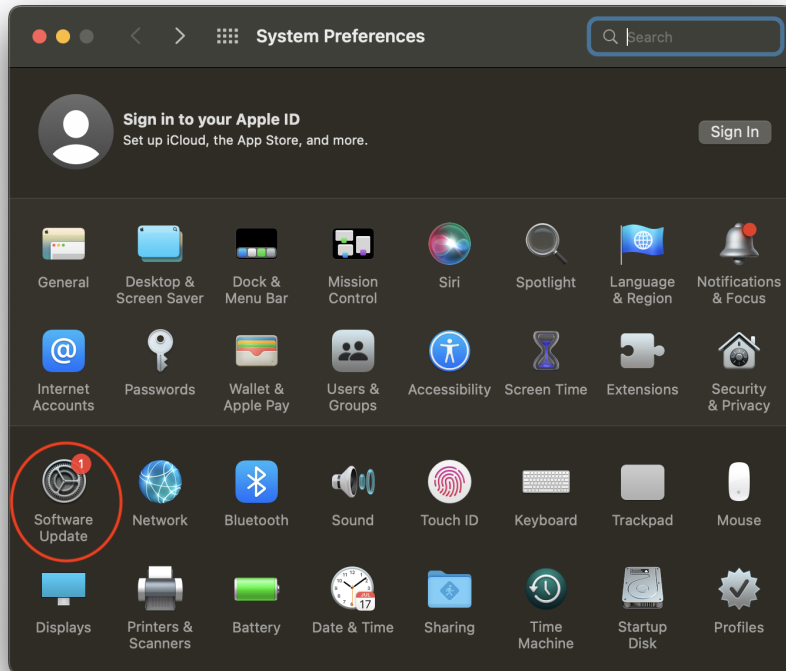 System Preferences
Search
Sign in to your Apple ID
Set up iCloud, the App Store, and more.
Sign In
General
Desktop &
Screen Saver
Dock &
Menu Bar
Mission
Control
Siri
Spotlight
Language
& Region
Notifications
& Focus
@
Internet
Accounts
Passwords
Wallet &
Apple Pay
Users &
Groups
Accessibility
Screen Time
Extensions
Security
& Privacy
1
Software
Update
Network
Bluetooth
Sound
Touch ID
Keyboard
Trackpad
Mouse
Displays
Printers &
Scanners
Battery
JUL
17
Date & Time
Sharing
Time
Machine
Startup
Disk
Profiles